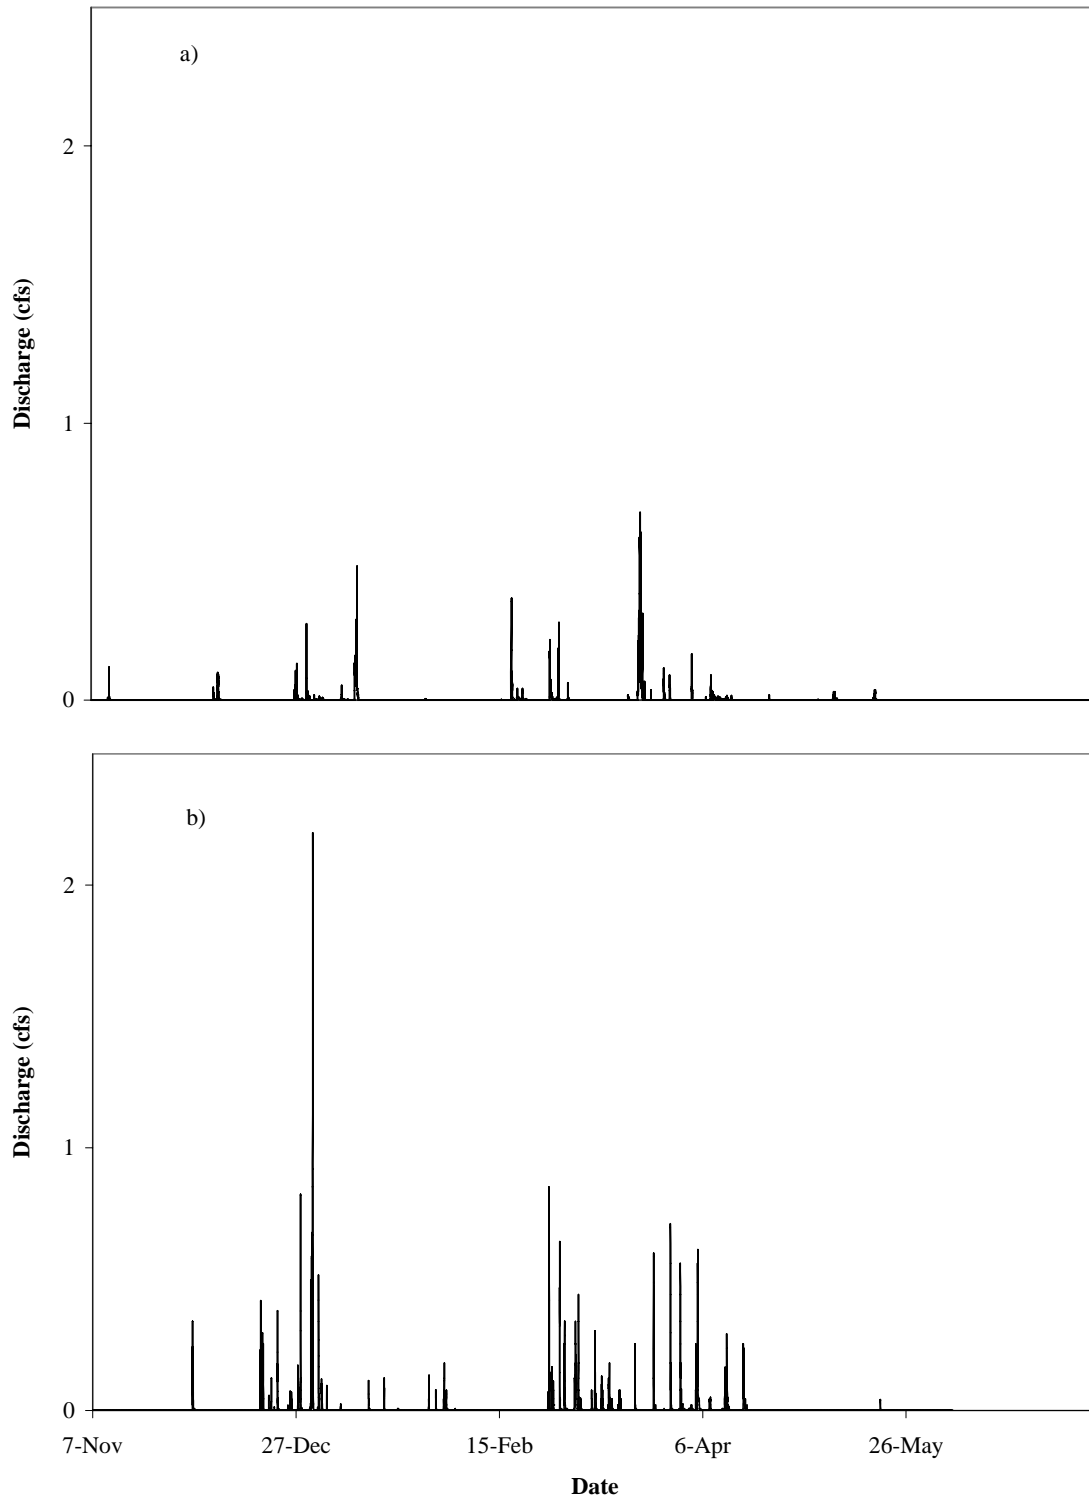 a)
2
1
0
Discharge (cfs)
b)
2
1
0
Discharge (cfs)
7-Nov 27-Dec 15-Feb 6-Apr 26-May
Date